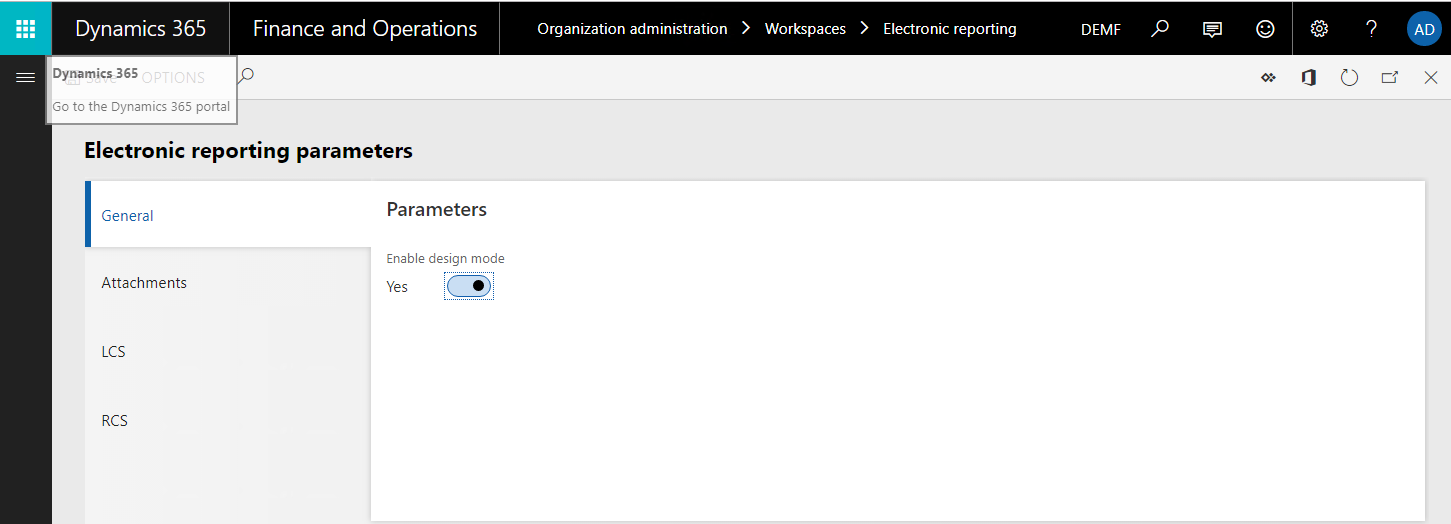 Dynamics 365 Finance and Operations Organization administration Workspaces Electronic reporting DEMF ? AD
Dynamics 365
Save OPTIONS
Go to the Dynamics 365 portal
Electronic reporting parameters
General
Parameters
Enable design mode
Yes
Attachments
LCS
RCS